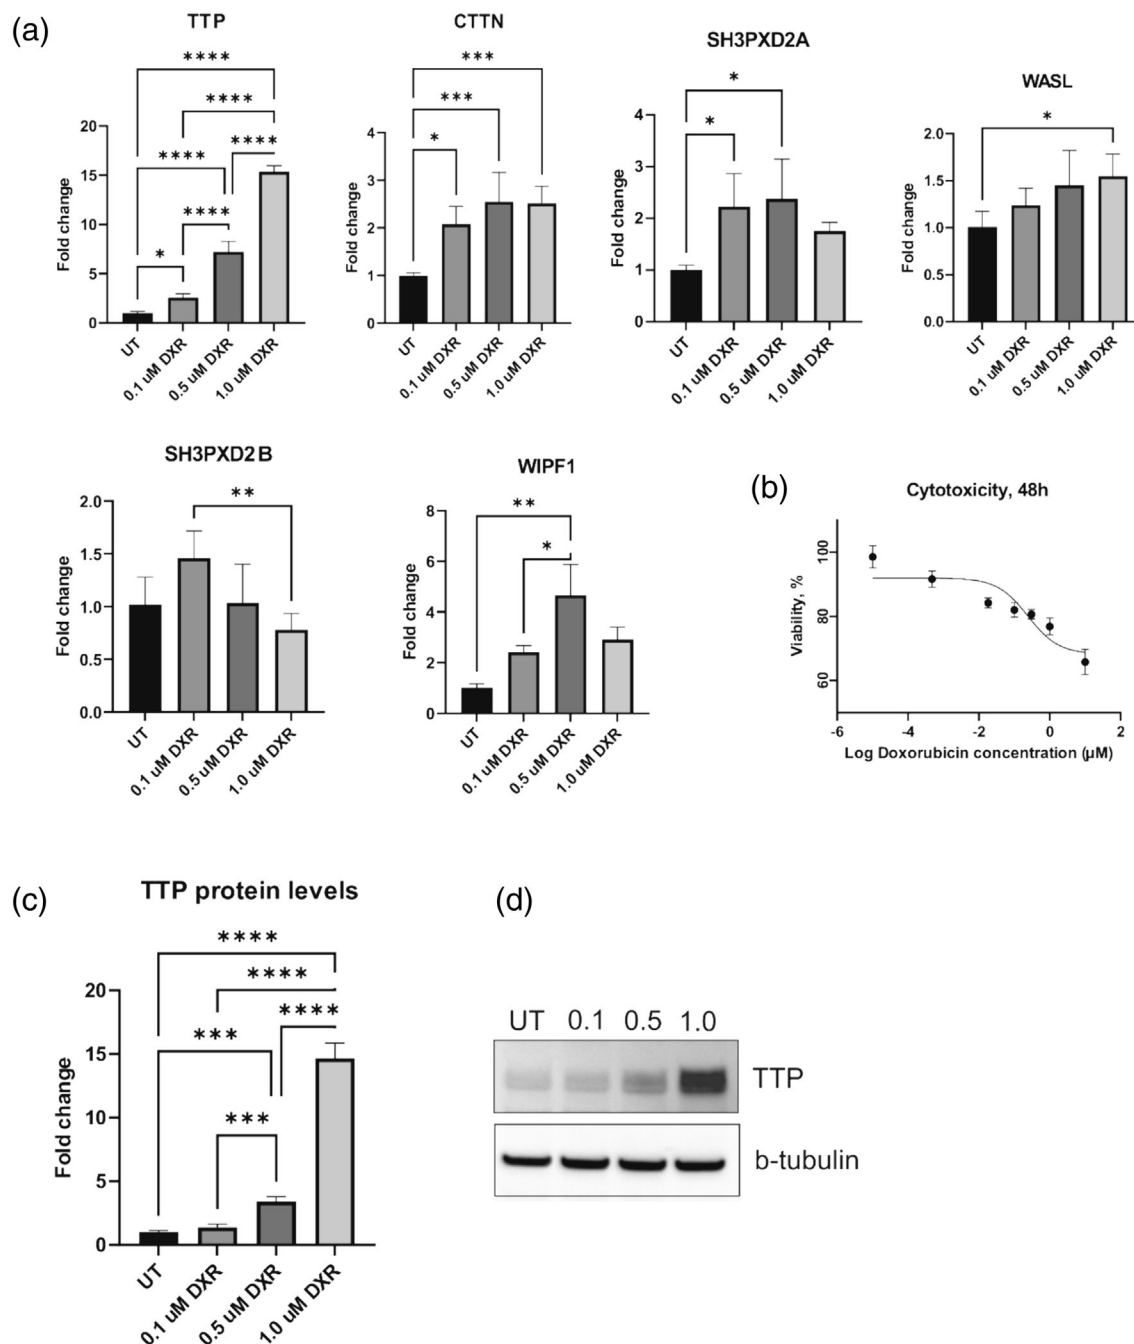 (a)
TTP
Fold change
20
15
10
5
0
UT
0.1 uM DXR
0.5 uM DXR
1.0 uM DXR
*
****
****
****
****
****
CTTN
Fold change
4
3
2
1
0
UT
0.1 uM DXR
0.5 uM DXR
1.0 uM DXR
*
***
***
SH3PXD2A
Fold change
4
3
2
1
0
UT
0.1 uM DXR
0.5 uM DXR
1.0 uM DXR
*
*
WASL
Fold change
2.0
1.5
1.0
0.5
0.0
UT
0.1 uM DXR
0.5 uM DXR
1.0 uM DXR
*
SH3PXD2B
Fold change
2.0
1.5
1.0
0.5
0.0
UT
0.1 uM DXR
0.5 uM DXR
1.0 uM DXR
**
WIPF1
Fold change
8
6
4
2
0
UT
0.1 uM DXR
0.5 uM DXR
1.0 uM DXR
**
*
(b)
Cytotoxicity, 48h
Viability, %
100
80
60
-6
-4
-2
0
2
Log Doxorubicin concentration (µM)
(c)
TTP protein levels
Fold change
20
15
10
5
0
UT
0.1 uM DXR
0.5 uM DXR
1.0 uM DXR
****
****
****
***
***
(d)
UT 0.1 0.5 1.0
TTP
b-tubulin